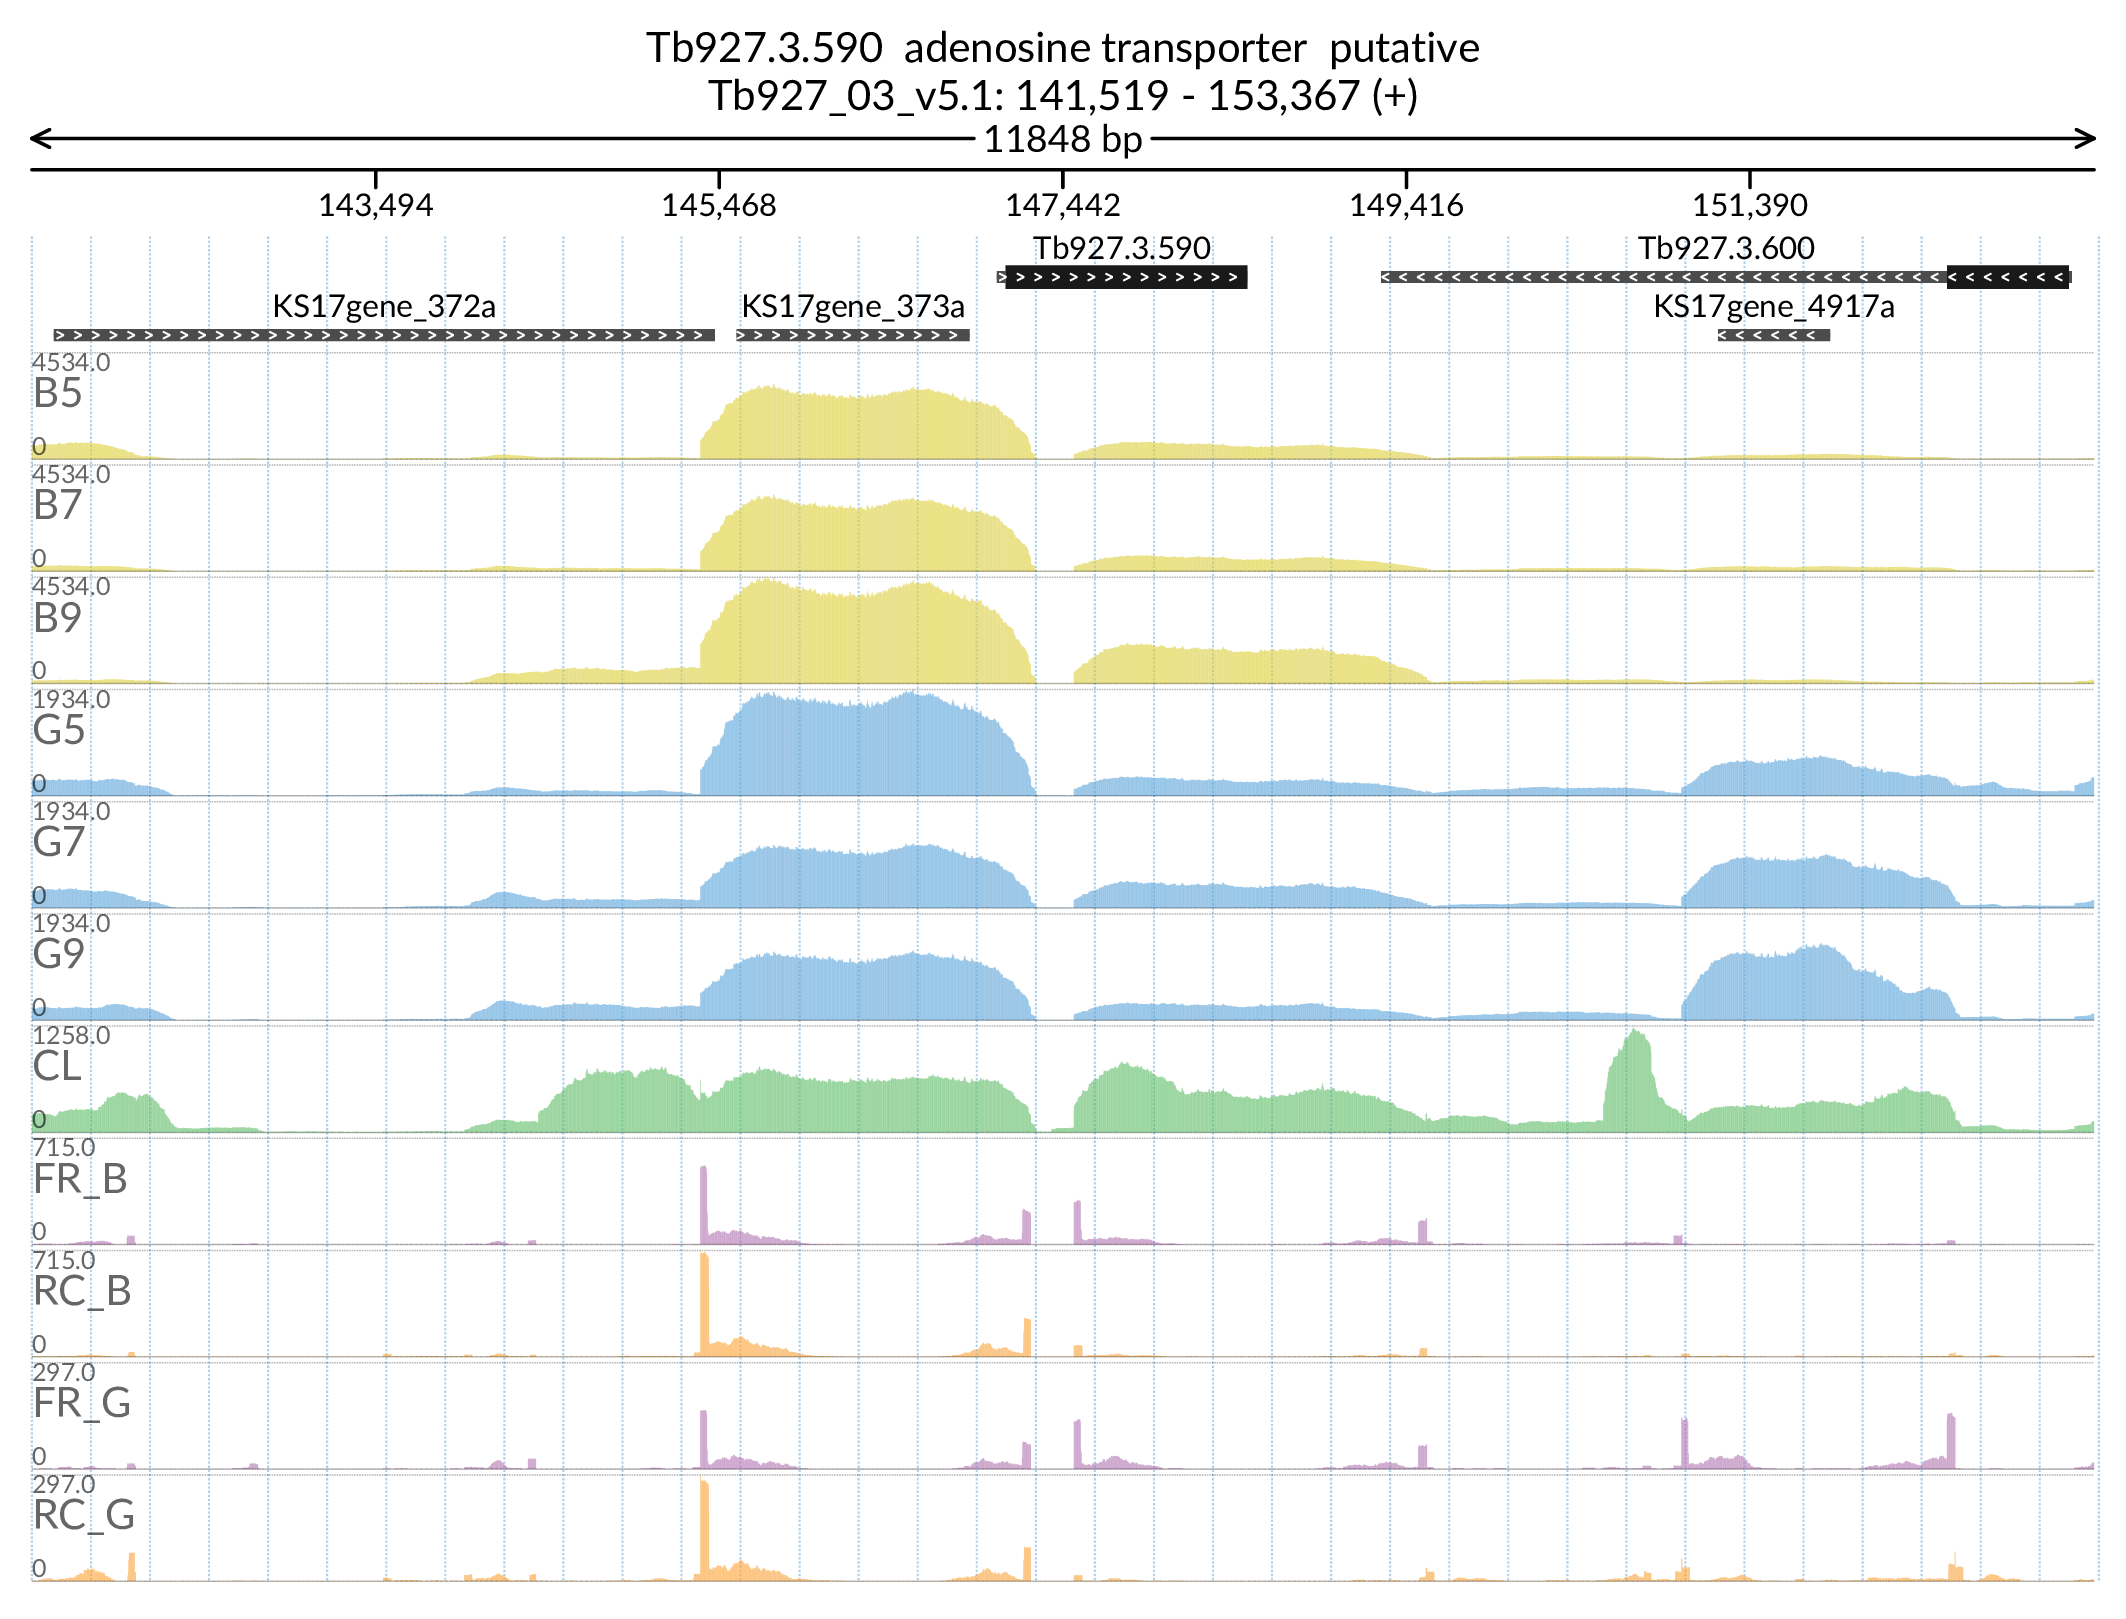 Tb927.3.590  adenosine transporter  putative
Tb927_03_v5.1: 141,519 - 153,367 (+)
11848 bp
143,494 145,468 147,442 149,416 151,390
Tb927.3.590 Tb927.3.600
KS17gene_372a KS17gene_373a KS17gene_4917a
4534.0
B5
0
4534.0
B7
0
4534.0
B9
0
1934.0
G5
0
1934.0
G7
0
1934.0
G9
0
1258.0
CL
0
715.0
FR_B
0
715.0
RC_B
0
297.0
FR_G
0
297.0
RC_G
0